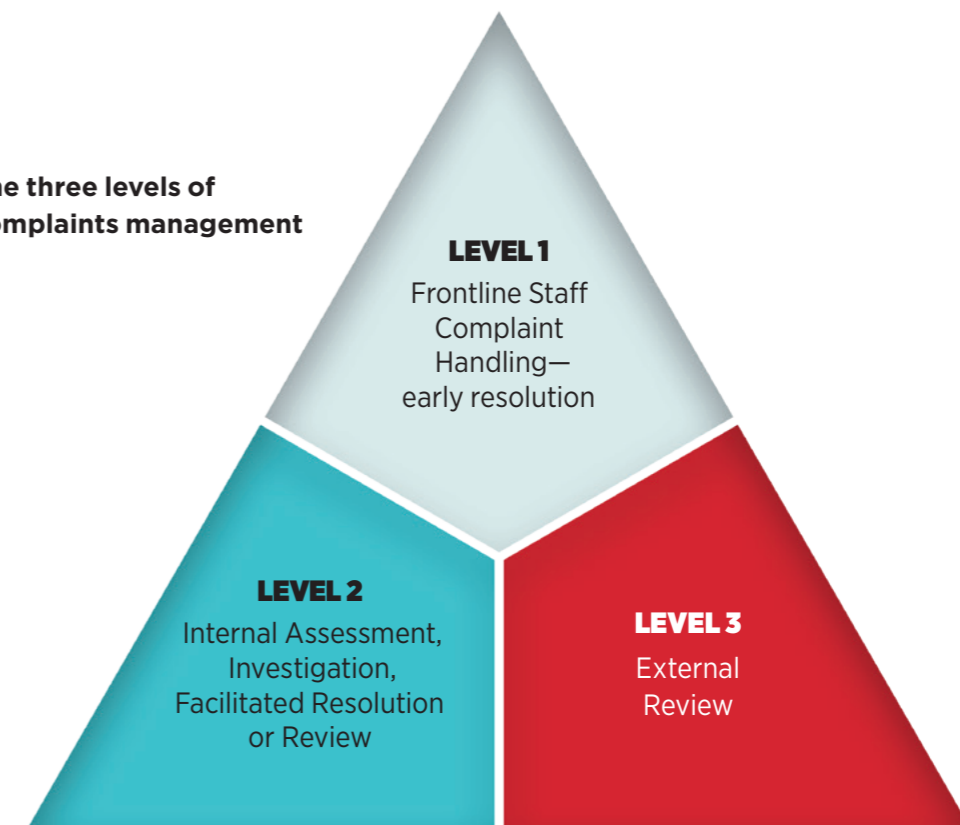 e three levels of
mplaints management
LEVEL 1
Frontline Staff
Complaint
Handling—
early resolution
LEVEL 2
Internal Assessment,
Investigation,
Facilitated Resolution
or Review
LEVEL 3
External
Review